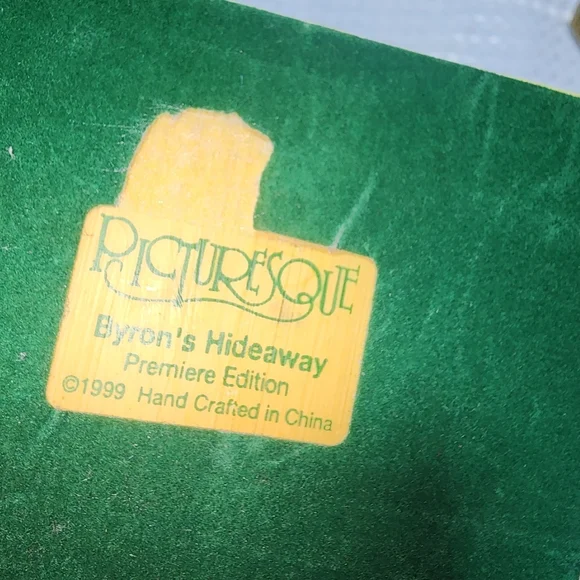 PICTURESQUE
Byron's Hideaway
Premiere Edition
©1999 Hand Crafted in China